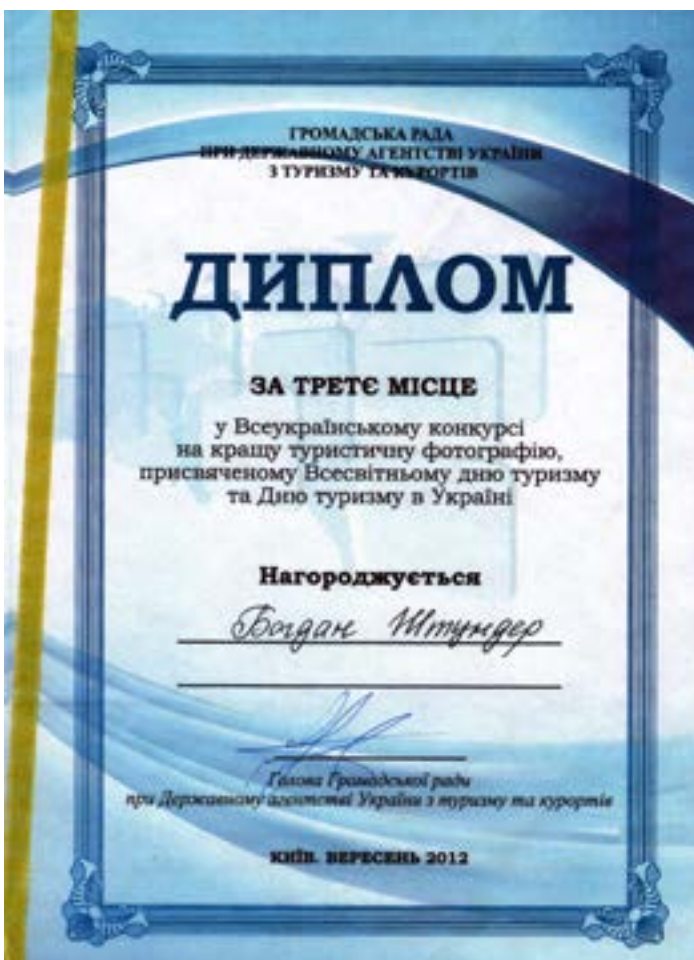 ГРОМАДСЬКА РАДА
ПРИ ДЕРЖАВНОМУ АГЕНТСТВІ УКРАЇНИ
З ТУРИЗМУ ТА КУРОРТІВ
ДИПЛОМ
ЗА ТРЕТЄ МІСЦЕ
у Всеукраїнському конкурсі
на кращу туристичну фотографію,
присвяченому Всесвітньому дню туризму
та Дню туризму в Україні
Нагороджується
Богдан Штундер
Голова Громадської ради
при Державному агентстві України з туризму та курортів
КИЇВ. ВЕРЕСЕНЬ 2012